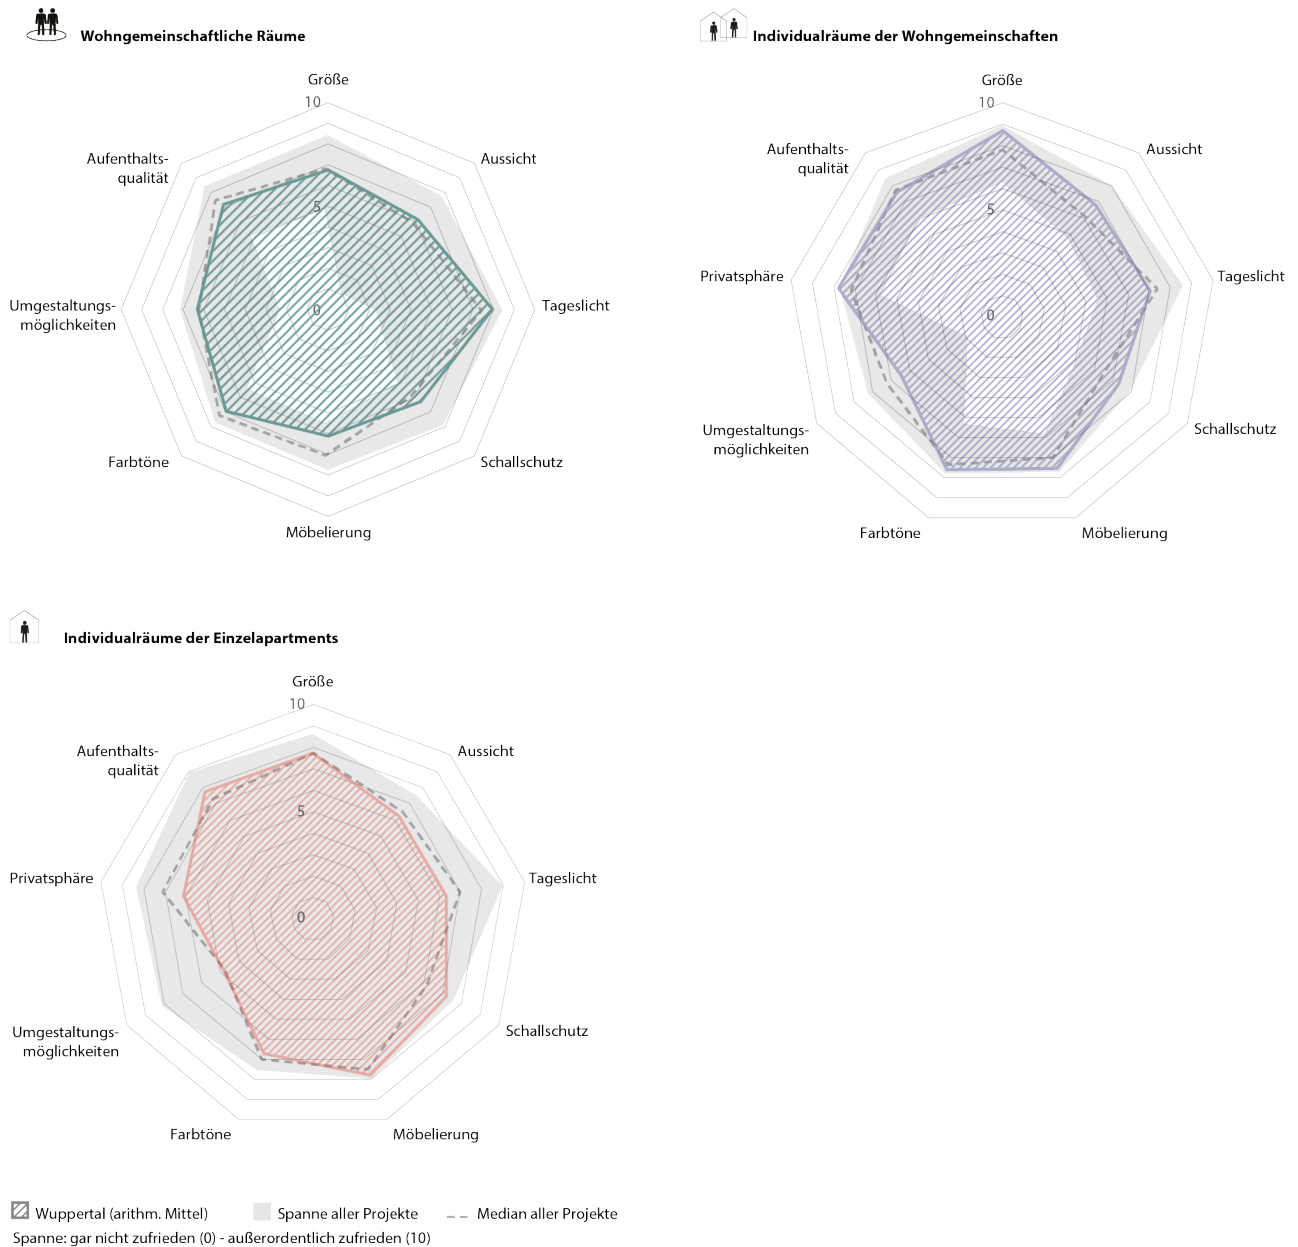 Wohngemeinschaftliche Räume
Größe
10
Aussicht
Aufenthalts-
qualität
5
Umgestaltungs-
möglichkeiten
0
Tageslicht
Farbtöne
Schallschutz
Möbelierung
Individualräume der Wohngemeinschaften
Größe
10
Aussicht
Aufenthalts-
qualität
5
Privatsphäre
Tageslicht
0
Umgestaltungs-
möglichkeiten
Schallschutz
Farbtöne
Möbelierung
Individualräume der Einzelapartments
Größe
10
Aussicht
Aufenthalts-
qualität
5
Privatsphäre
Tageslicht
0
Umgestaltungs-
möglichkeiten
Schallschutz
Farbtöne
Möbelierung
Wuppertal (arithm. Mittel)
Spanne aller Projekte
Median aller Projekte
Spanne: gar nicht zufrieden (0) - außerordentlich zufrieden (10)